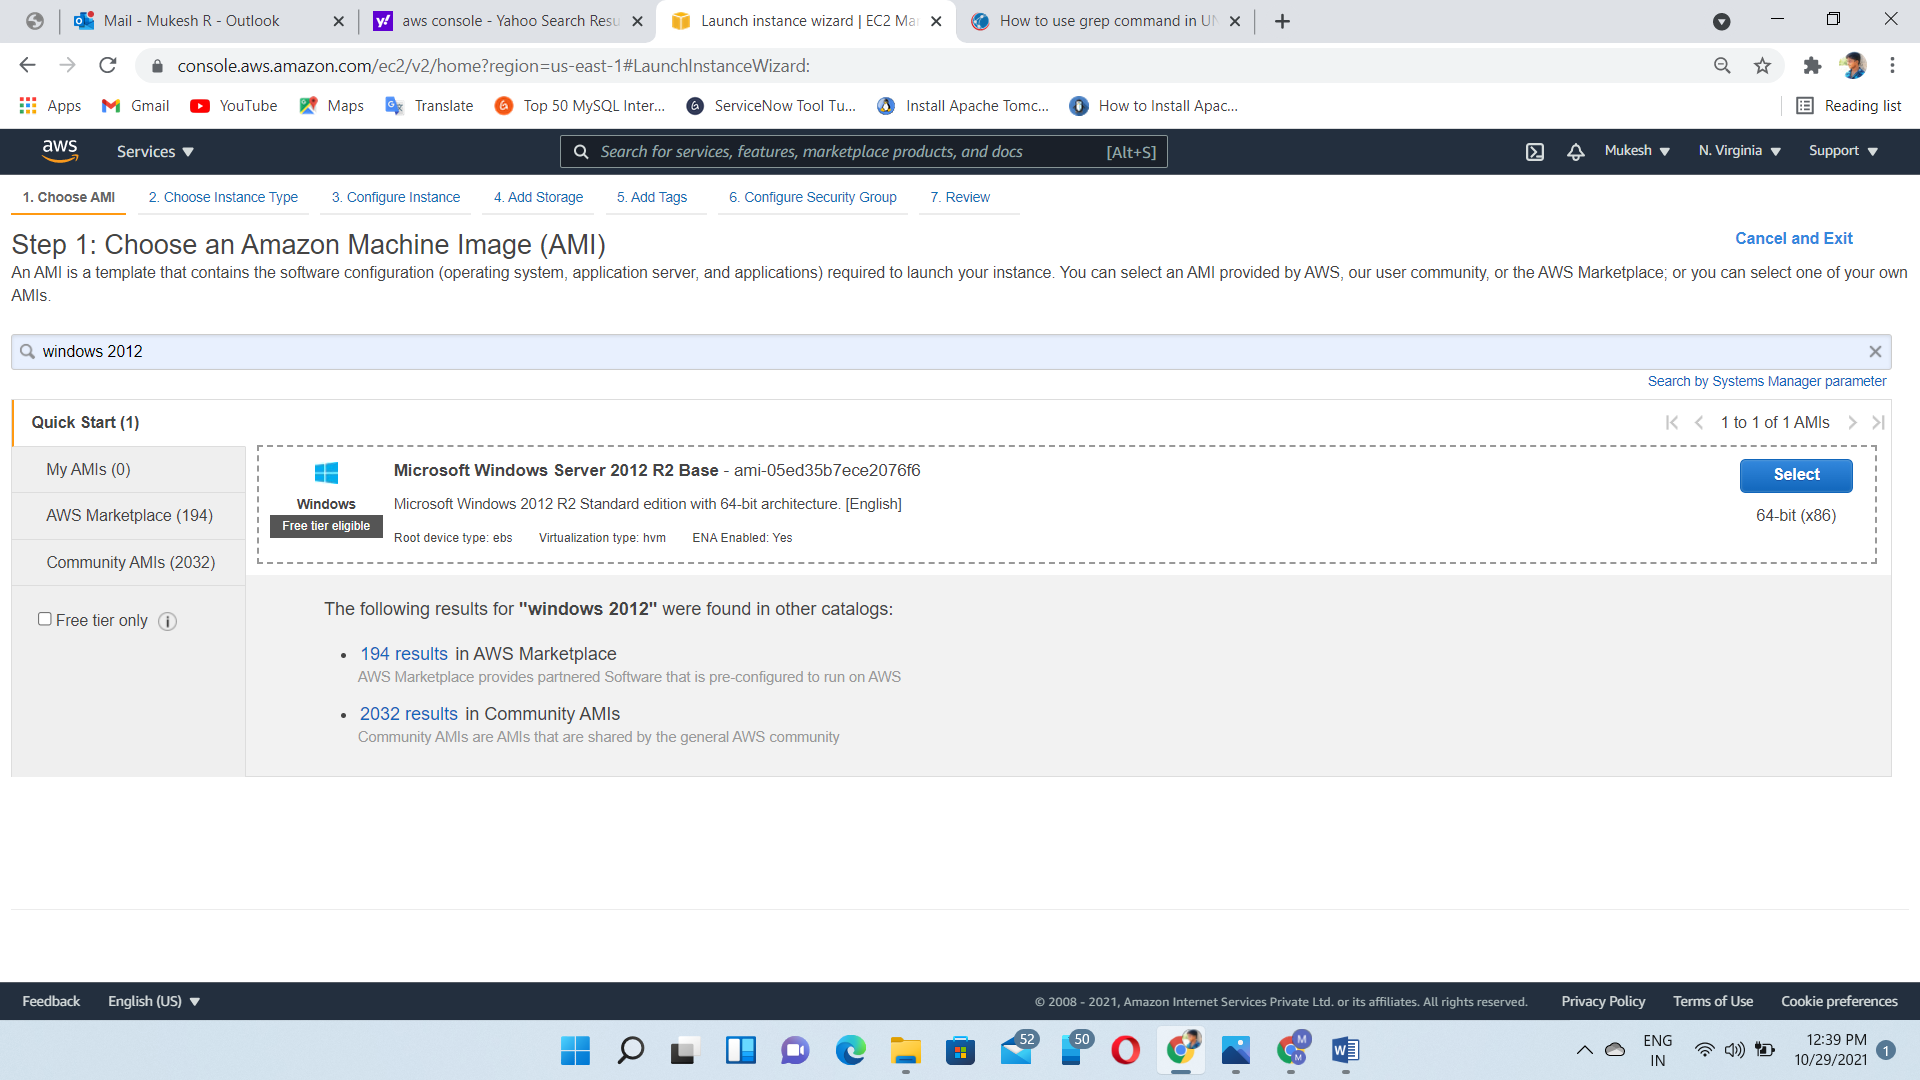 Mail - Mukesh R - Outlook
aws console - Yahoo Search Resu
Launch instance wizard | EC2 Ma
How to use grep command in UN
console.aws.amazon.com/ec2/v2/home?region=us-east-1#LaunchInstanceWizard:
Apps
Gmail
YouTube
Maps
Translate
Top 50 MySQL Inter...
ServiceNow Tool Tu...
Install Apache Tomc...
How to Install Apac...
Reading list
aws
Services
Search for services, features, marketplace products, and docs
[Alt+S]
Mukesh
N. Virginia
Support
1. Choose AMI
2. Choose Instance Type
3. Configure Instance
4. Add Storage
5. Add Tags
6. Configure Security Group
7. Review
Step 1: Choose an Amazon Machine Image (AMI)
Cancel and Exit
An AMI is a template that contains the software configuration (operating system, application server, and applications) required to launch your instance. You can select an AMI provided by AWS, our user community, or the AWS Marketplace; or you can select one of your own
AMIs.
windows 2012
Search by Systems Manager parameter
Quick Start (1)
1 to 1 of 1 AMIs
My AMIs (0)
AWS Marketplace (194)
Community AMIs (2032)
Free tier only
i
Windows
Free tier eligible
Microsoft Windows Server 2012 R2 Base - ami-05ed35b7ece2076f6
Microsoft Windows 2012 R2 Standard edition with 64-bit architecture. [English]
Root device type: ebs
Virtualization type: hvm
ENA Enabled: Yes
Select
64-bit (x86)
The following results for "windows 2012" were found in other catalogs:
• 194 results in AWS Marketplace
AWS Marketplace provides partnered Software that is pre-configured to run on AWS
• 2032 results in Community AMIs
Community AMIs are AMIs that are shared by the general AWS community
Feedback
English (US)
© 2008 - 2021, Amazon Internet Services Private Ltd. or its affiliates. All rights reserved.
Privacy Policy
Terms of Use
Cookie preferences
52
50
M
M
ENG
IN
12:39 PM
10/29/2021
1